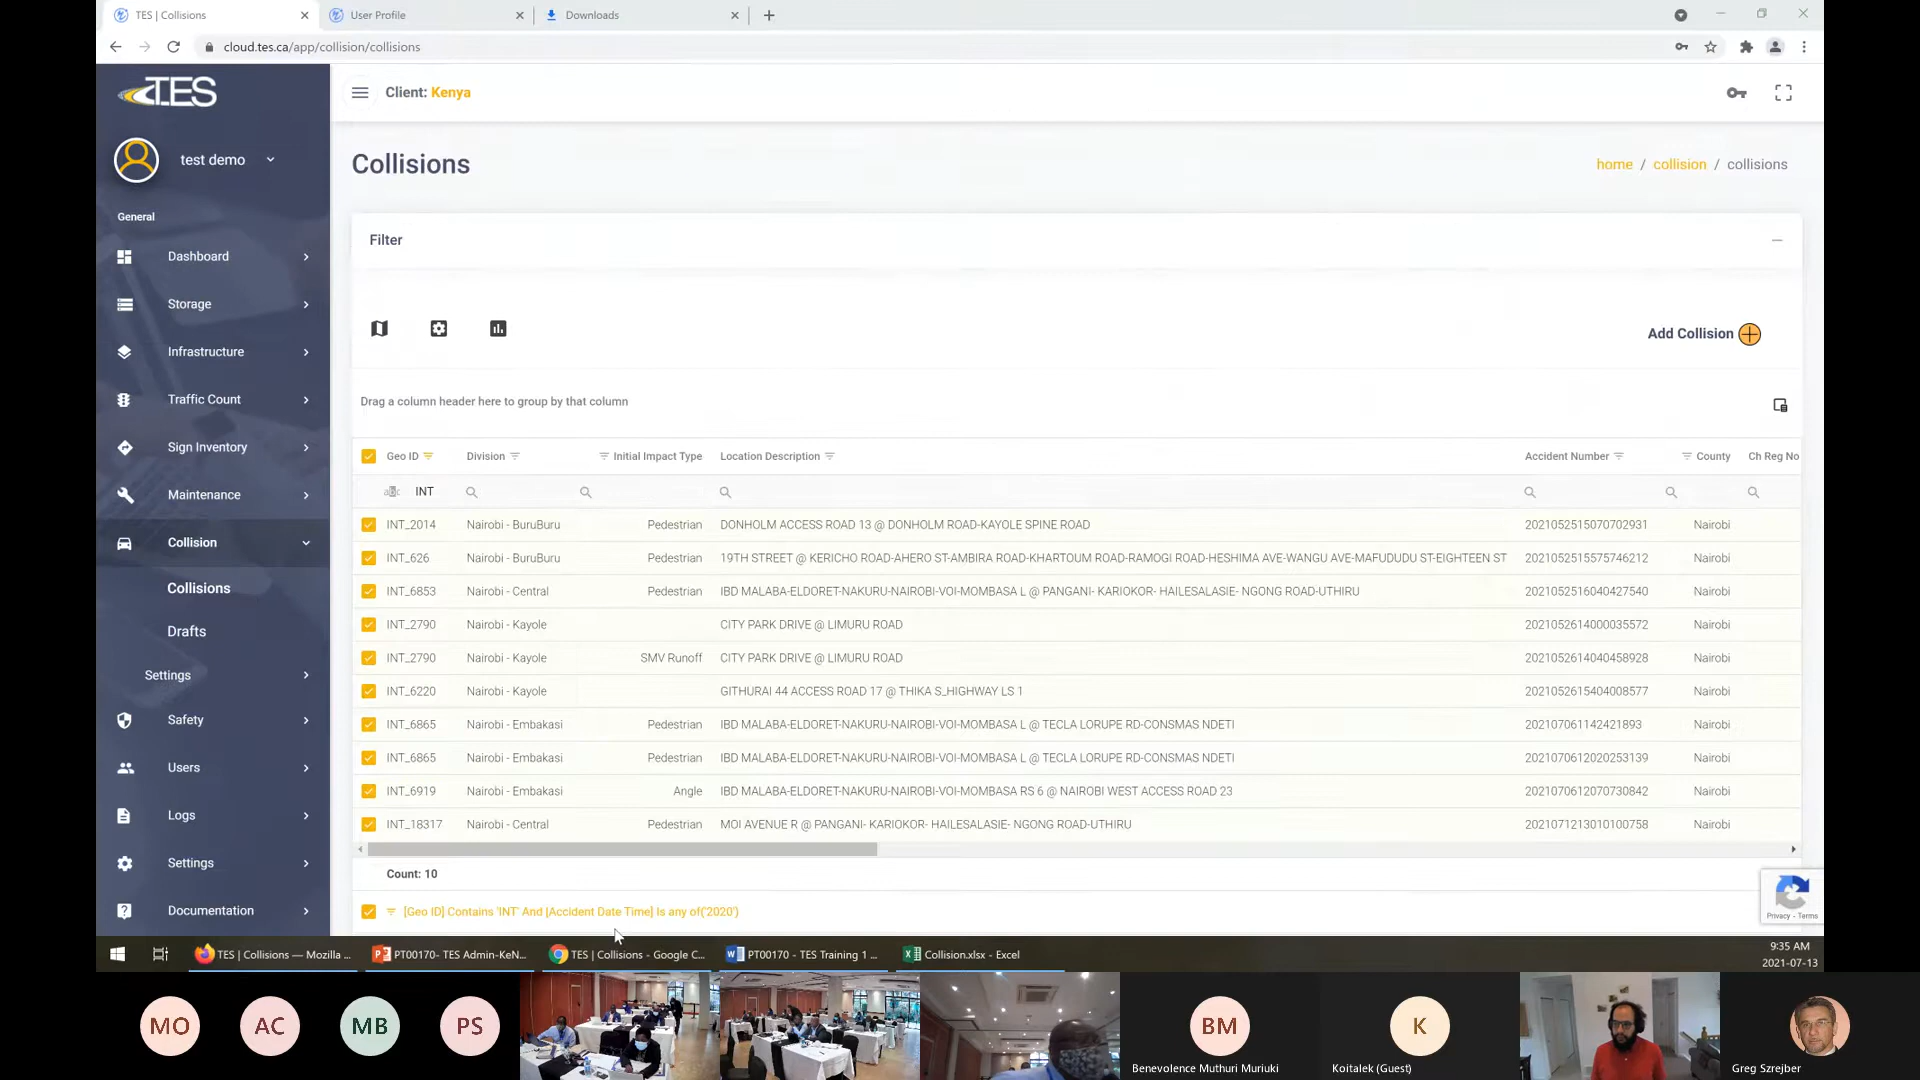 TES | Collisions
User Profile
Downloads
cloud.tes.ca/app/collision/collisions
TES
Client: Kenya
test demo
Collisions
home / collision / collisions
General
Filter
Dashboard
Storage
Add Collision
Infrastructure
Traffic Count
Drag a column header here to group by that column
Sign Inventory
Maintenance
Collision
Collisions
Drafts
Settings
Safety
Users
Logs
Settings
Documentation
Geo ID Division Initial Impact Type Location Description Accident Number County Ch Reg No
INT
INT_2014 Nairobi - BuruBuru Pedestrian DONHOLM ACCESS ROAD 13 @ DONHOLM ROAD-KAYOLE SPINE ROAD 2021052515070702931 Nairobi
INT_626 Nairobi - BuruBuru Pedestrian 19TH STREET @ KERICHO ROAD-AHERO ST-AMBIRA ROAD-KHARTOUM ROAD-RAMOGI ROAD-HESHIMA AVE-WANGU AVE-MAFUDUDU ST-EIGHTEEN ST 2021052515575746212 Nairobi
INT_6853 Nairobi - Central Pedestrian IBD MALABA-ELDORET-NAKURU-NAIROBI-VOI-MOMBASA L @ PANGANI- KARIOKOR- HAILESALASIE- NGONG ROAD-UTHIRU 2021052516040427540 Nairobi
INT_2790 Nairobi - Kayole CITY PARK DRIVE @ LIMURU ROAD 2021052614000035572 Nairobi
INT_2790 Nairobi - Kayole SMV Runoff CITY PARK DRIVE @ LIMURU ROAD 2021052614040458928 Nairobi
INT_6220 Nairobi - Kayole GITHURAI 44 ACCESS ROAD 17 @ THIKA S_HIGHWAY LS 1 2021052615404008577 Nairobi
INT_6865 Nairobi - Embakasi Pedestrian IBD MALABA-ELDORET-NAKURU-NAIROBI-VOI-MOMBASA L @ TECLA LORUPE RD-CONSMAS NDETI 202107061142421893 Nairobi
INT_6865 Nairobi - Embakasi Pedestrian IBD MALABA-ELDORET-NAKURU-NAIROBI-VOI-MOMBASA L @ TECLA LORUPE RD-CONSMAS NDETI 2021070612020253139 Nairobi
INT_6919 Nairobi - Embakasi Angle IBD MALABA-ELDORET-NAKURU-NAIROBI-VOI-MOMBASA RS 6 @ NAIROBI WEST ACCESS ROAD 23 2021070612070730842 Nairobi
INT_18317 Nairobi - Central Pedestrian MOI AVENUE R @ PANGANI- KARIOKOR- HAILESALASIE- NGONG ROAD-UTHIRU 2021071213010100758 Nairobi
Count: 10
[Geo ID] Contains 'INT' And [Accident Date Time] Is any of('2020')
Privacy - Terms
TES | Collisions — Mozilla ...
PT00170- TES Admin-KeN...
TES | Collisions - Google C...
PT00170 - TES Training 1 ...
Collision.xlsx - Excel
9:35 AM
2021-07-13
MO
AC
MB
PS
BM
K
Benevolence Muthuri Muriuki
Koitalek (Guest)
Greg Szrejber